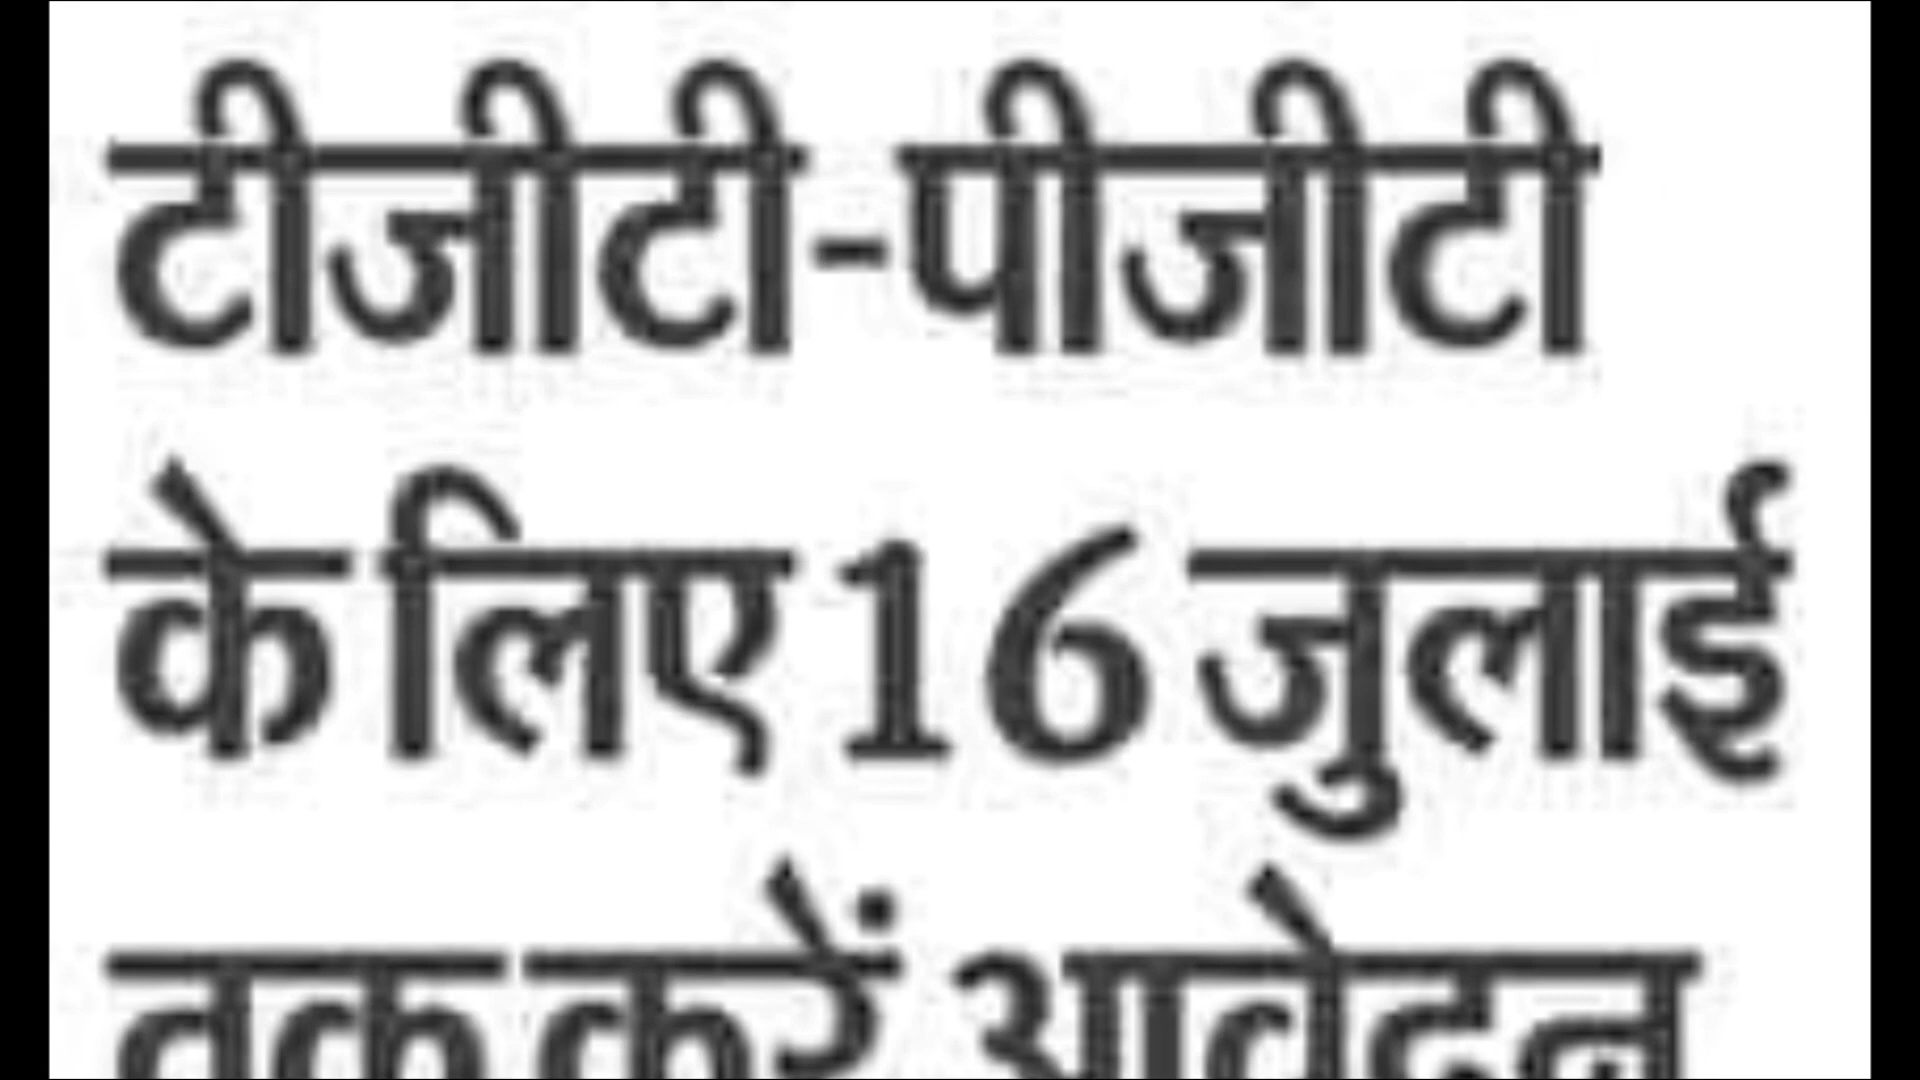 टीजीटी-पीजीटी
के लिए 16 जुलाई
तक करें आवेदन